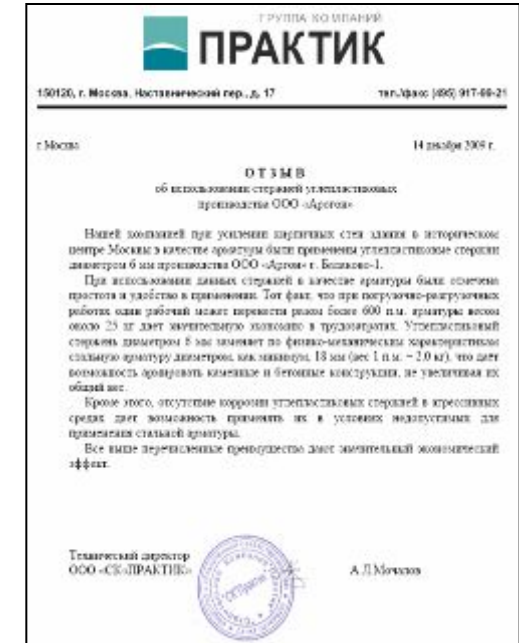 ГРУППА КОМПАНИЙ
ПРАКТИК
150120, г. Москва, Наставнический пер., д. 17 тел./факс (495) 917-66-21
г. Москва 14 декабря 2009 г.
О Т З Ы В
об использовании стержней углепластиковых
производства ООО «Аргон»
Нашей компанией при усилении кирпичных стен здания в историческом
центре Москвы в качестве арматуры были применены углепластиковые стержни
диаметром 6 мм производства ООО «Аргон» г. Балаково-1.
При использовании данных стержней в качестве арматуры были отмечена
простота и удобство в применении. Тот факт, что при погрузочно-разгрузочных
работах один рабочий может перенести разом более 600 п.м. арматуры весом
около 25 кг дает значительную экономию в трудозатратах. Углепластиковый
стержень диаметром 6 мм заменяет по физико-механическим характеристикам
стальную арматуру диаметром, как минимум, 18 мм (вес 1 п.м. – 2,0 кг), что дает
возможность армировать каменные и бетонные конструкции, не увеличивая их
общий вес.
Кроме этого, отсутствие коррозии углепластиковых стержней в агрессивных
средах дает возможность применять их в условиях недопустимых для
применения стальной арматуры.
Все выше перечисленные преимущества дают значительный экономический
эффект.
Технический директор
ООО «СК «ПРАКТИК» А.Л.Мочалов